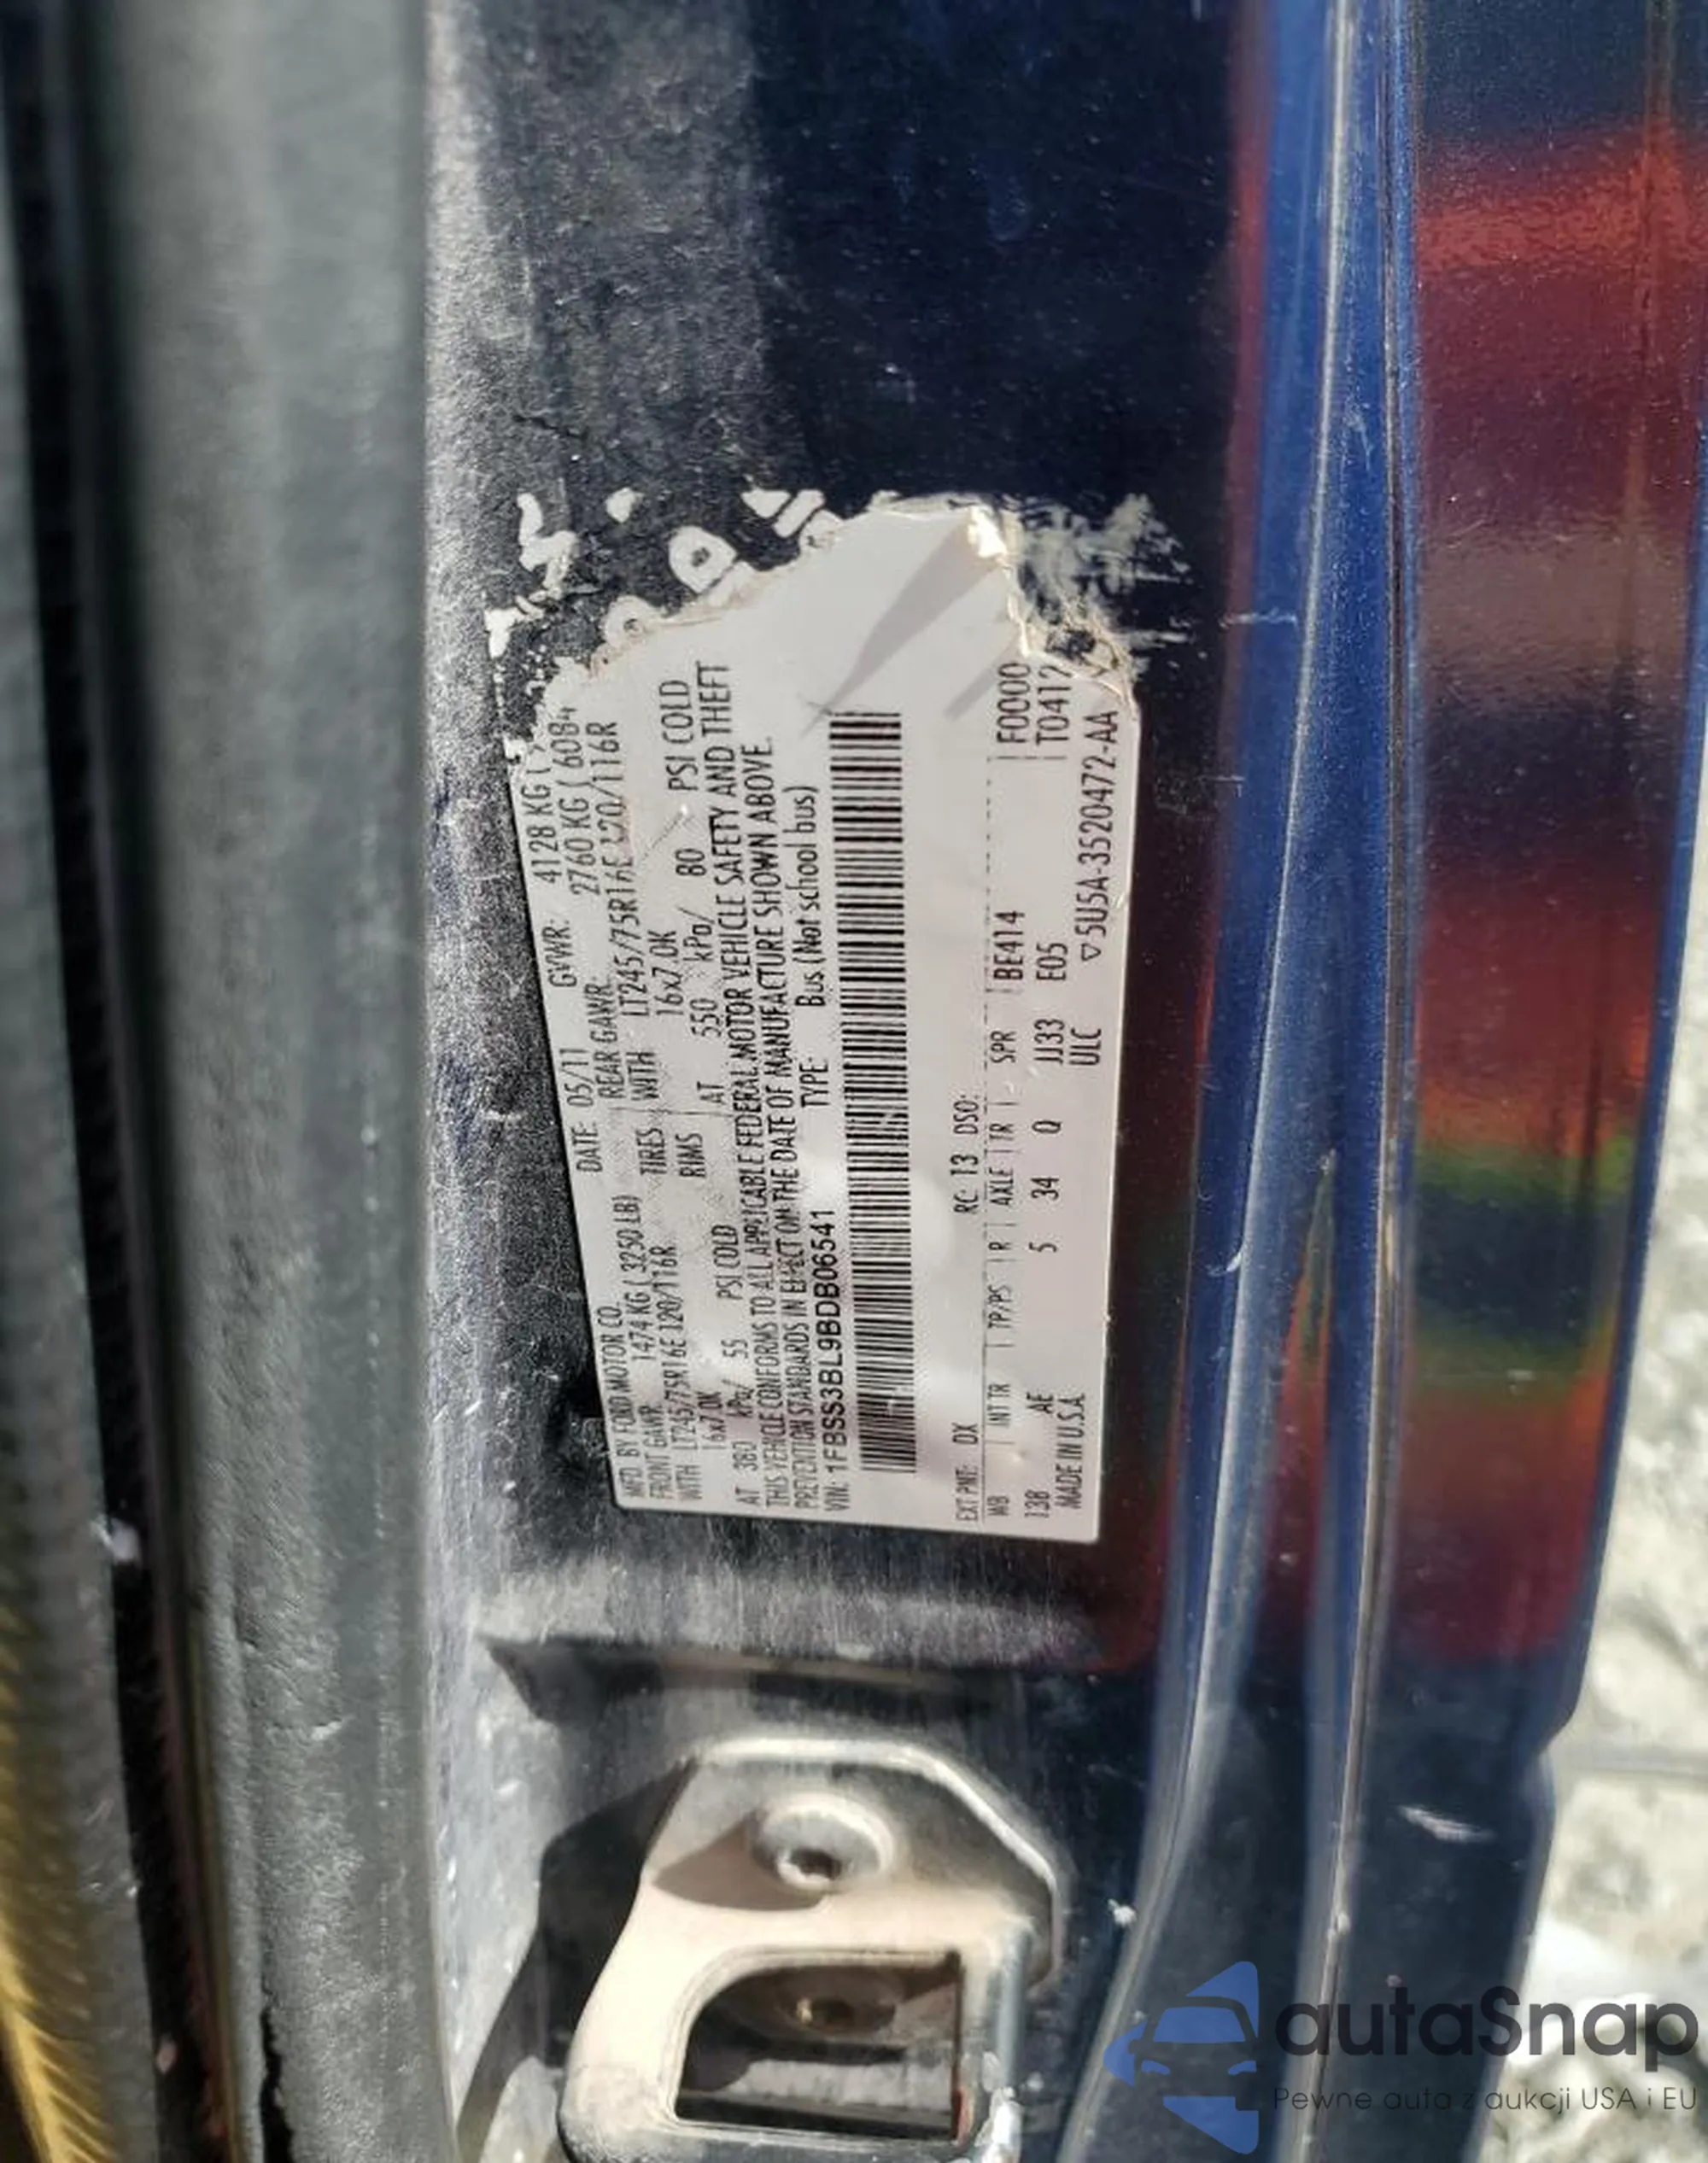 MFD. BY FORD MOTOR CO. DATE: 05/11 GVWR: 4128 KG (
FRONT GAWR: 1474 KG ( 3250 LB) REAR GAWR: 2760 KG ( 6084
WITH LT245/75R16E 120/116R TIRES WITH LT245/75R16E 120/116R
16x7.0K RIMS 16x7.0K
AT 380 kPa/ 55 PSI COLD AT 550 kPa/ 80 PSI COLD
THIS VEHICLE CONFORMS TO ALL APPLICABLE FEDERAL MOTOR VEHICLE SAFETY AND THEFT
PREVENTION STANDARDS IN EFFECT ON THE DATE OF MANUFACTURE SHOWN ABOVE.
VIN: 1FBSS3BL9BDB06541 TYPE: Bus (Not school bus)
EXT PNT: DX RC: 13 DSO:
WB | INT TR | TP/PS | R | AXLE | TR | SPR | BE414 | F00000
138 AE 5 34 Q JJ33 E05 | T0412
MADE IN U.S.A. ULC ▽5U5A-3520472-AA
autaSnap
Pewne auta z aukcji USA i EU